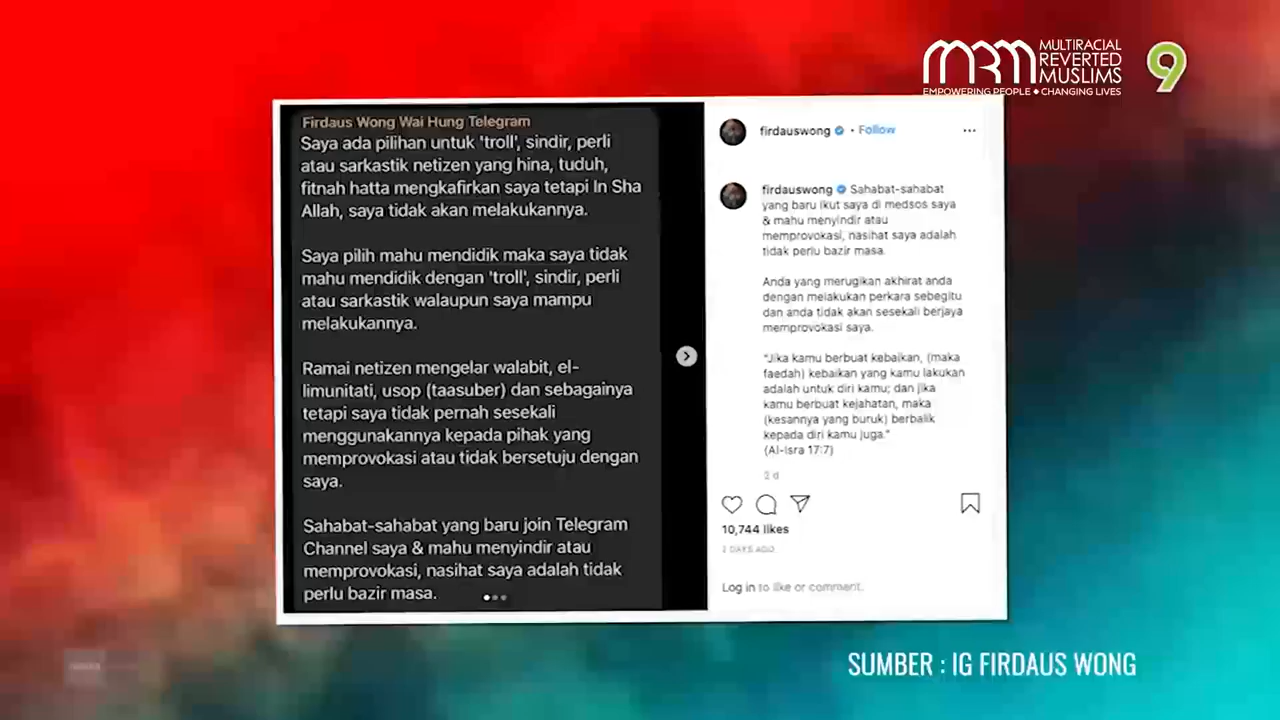 MRM MULTIRACIAL
REVERTED
MUSLIMS
EMPOWERING PEOPLE ◆ CHANGING LIVES
9
Firdaus Wong Wai Hung Telegram
Saya ada pilihan untuk 'troll', sindir, perli
atau sarkastik netizen yang hina, tuduh,
fitnah hatta mengkafirkan saya tetapi In Sha
Allah, saya tidak akan melakukannya.
Saya pilih mahu mendidik maka saya tidak
mahu mendidik dengan 'troll', sindir, perli
atau sarkastik walaupun saya mampu
melakukannya.
Ramai netizen mengelar walabit, el-
limunitati, usop (taasuber) dan sebagainya
tetapi saya tidak pernah sesekali
menggunakannya kepada pihak yang
memprovokasi atau tidak bersetuju dengan
saya.
Sahabat-sahabat yang baru join Telegram
Channel saya & mahu menyindir atau
memprovokasi, nasihat saya adalah tidak
perlu bazir masa.
firdauswong • Follow
firdauswong Sahabat-sahabat
yang baru ikut saya di medsos saya
& mahu menyindir atau
memprovokasi, nasihat saya adalah
tidak perlu bazir masa.
Anda yang merugikan akhirat anda
dengan melakukan perkara sebegitu
dan anda tidak akan sesekali berjaya
memprovokasi saya.
"Jika kamu berbuat kebaikan, (maka
faedah) kebaikan yang kamu lakukan
adalah untuk diri kamu; dan jika
kamu berbuat kejahatan, maka
(kesannya yang buruk) berbalik
kepada diri kamu juga."
(Al-Isra 17:7)
2 d
10,744 likes
2 DAYS AGO
Log in to like or comment.
SUMBER : IG FIRDAUS WONG